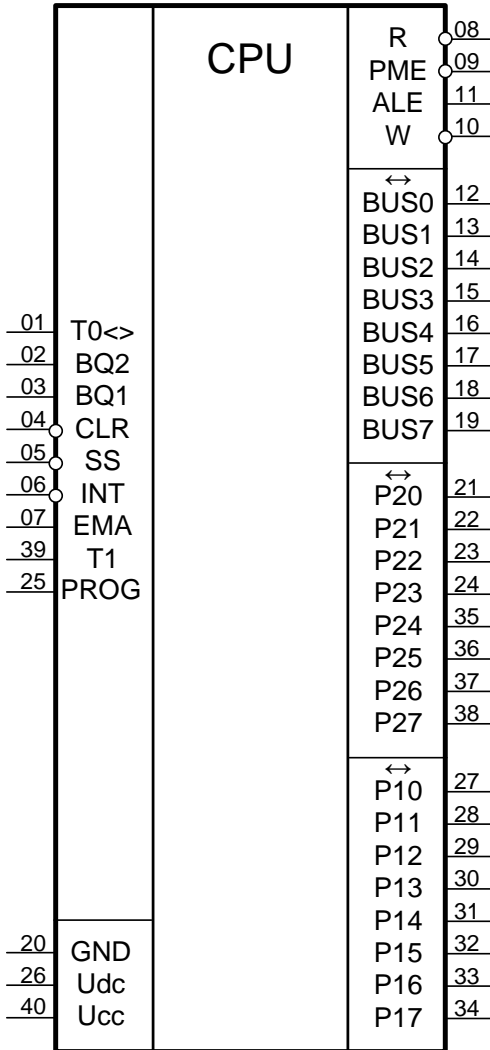 CPU
01 T0<>
02 BQ2
03 BQ1
04 CLR
05 SS
06 INT
07 EMA
39 T1
25 PROG
20 GND
26 Udc
40 Ucc
R 08
PME 09
ALE 11
W 10
↔
BUS0 12
BUS1 13
BUS2 14
BUS3 15
BUS4 16
BUS5 17
BUS6 18
BUS7 19
↔
P20 21
P21 22
P22 23
P23 24
P24 35
P25 36
P26 37
P27 38
↔
P10 27
P11 28
P12 29
P13 30
P14 31
P15 32
P16 33
P17 34